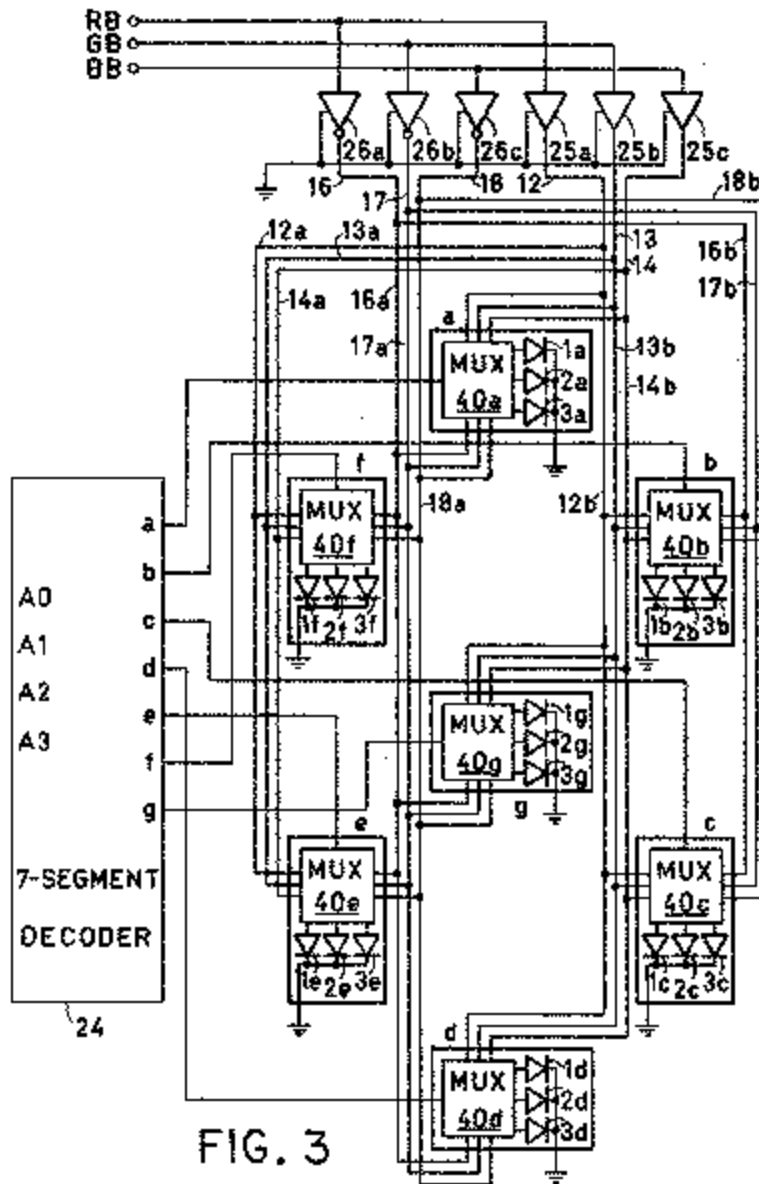 RB
GB
BB
26a 26b 26c 25a 25b 25c
16 17 18 12 18b
12a 13a 13 16b
14
14a 16a 17b
a 1a
17a MUX 2a 13b
40a 3a 14b
f b
18a 12b
a MUX MUX
40f 40b
b
A0 1f 2f 3f 1b 2b 3b
c
A1
d
A2 1g
e MUX 2g
A3 40g 3g
f
g g
e c
7-SEGMENT MUX MUX
40e 40c
DECODER
1e 2e 3e 1c 2c 3c
24
d 1d
MUX 2d
40d 3d
FIG. 3